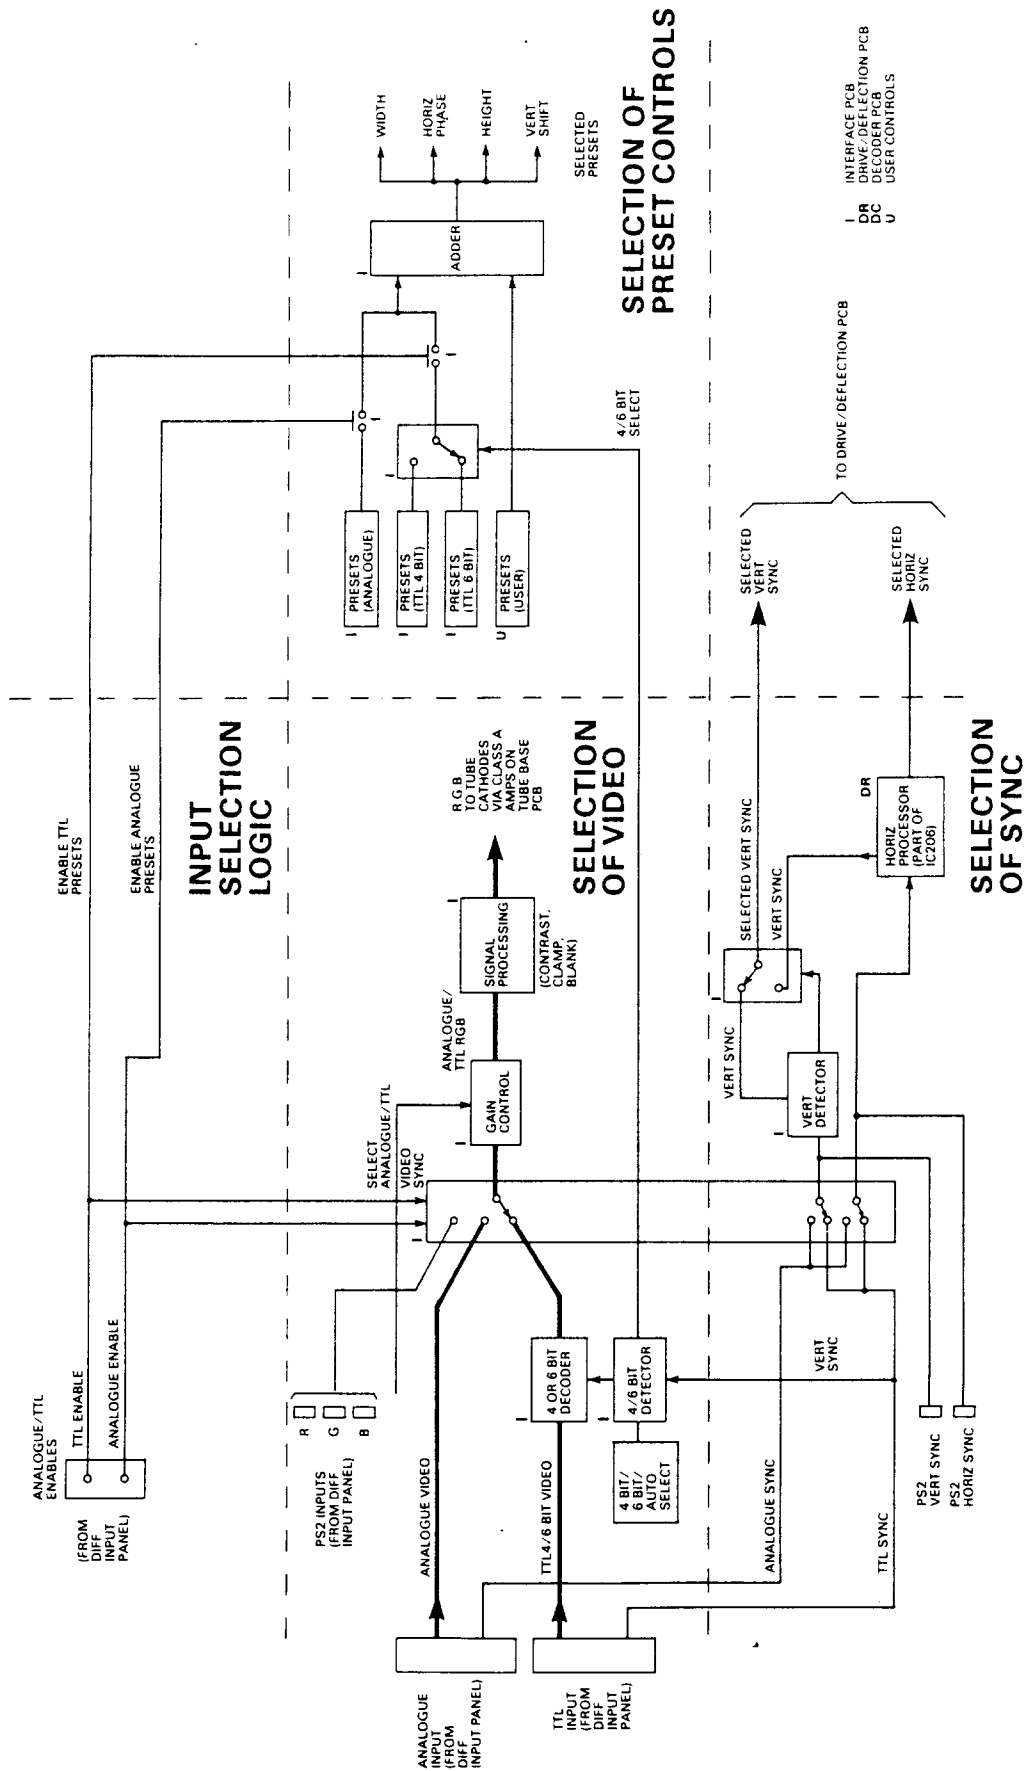 ANALOGUE/TTL
ENABLES
(FROM
DIFF
INPUT
PANEL)
TTL ENABLE
ANALOGUE ENABLE
ENABLE TTL
PRESETS
ENABLE ANALOGUE
PRESETS
INPUT
SELECTION
LOGIC
PS2 INPUTS
(FROM DIFF
INPUT PANEL)
R
G
B
SELECT
ANALOGUE/TTL
VIDEO
SYNC
ANALOGUE
INPUT
(FROM
DIFF
INPUT PANEL)
ANALOGUE VIDEO
TTL
INPUT
(FROM
DIFF
INPUT
PANEL)
TTL4/6 BIT VIDEO
I
4 OR 6 BIT
DECODER
I
4/6 BIT
DETECTOR
4 BIT/
6 BIT/
AUTO
SELECT
I
I
GAIN
CONTROL
ANALOGUE/
TTL RGB
I
SIGNAL
PROCESSING
(CONTRAST,
CLAMP,
BLANK)
R G B
TO TUBE
CATHODES
VIA CLASS A
AMPS ON
TUBE BASE
PCB
SELECTION
OF VIDEO
I
PRESETS
(ANALOGUE)
I
PRESETS
(TTL 4 BIT)
I
PRESETS
(TTL 6 BIT)
U
PRESETS
(USER)
I
I
I
4/6 BIT
SELECT
I
ADDER
WIDTH
HORIZ
PHASE
HEIGHT
VERT
SHIFT
SELECTED
PRESETS
SELECTION OF
PRESET CONTROLS
ANALOGUE SYNC
TTL SYNC
VERT
SYNC
PS2
VERT SYNC
PS2
HORIZ SYNC
I
VERT
DETECTOR
VERT SYNC
I
SELECTED VERT SYNC
VERT SYNC
DR
HORIZ
PROCESSOR
(PART OF
IC206)
SELECTED
VERT
SYNC
SELECTED
HORIZ
SYNC
TO DRIVE/DEFLECTION PCB
SELECTION
OF SYNC
I INTERFACE PCB
DR DRIVE/DEFLECTION PCB
DC DECODER PCB
U USER CONTROLS